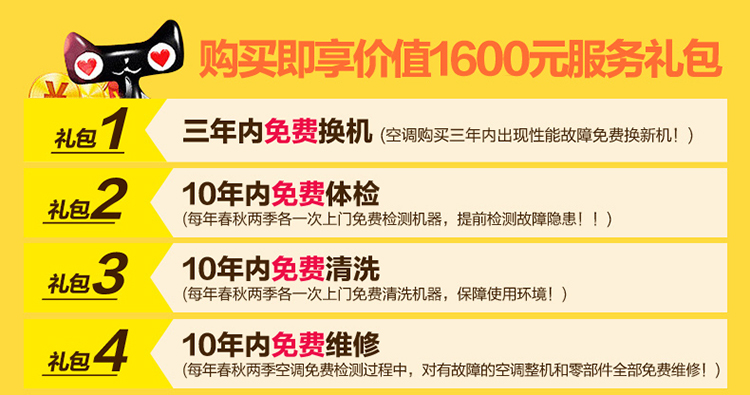 购买即享价值1600元服务礼包
礼包1
三年内免费换机 (空调购买三年内出现性能故障免费换新机！)
礼包2
10年内免费体检
(每年春秋两季各一次上门免费检测机器，提前检测故障隐患！！)
礼包3
10年内免费清洗
(每年春秋两季各一次上门免费清洗机器，保障使用环境！)
礼包4
10年内免费维修
(每年春秋两季空调免费检测过程中，对有故障的空调整机和零部件全部免费维修！)